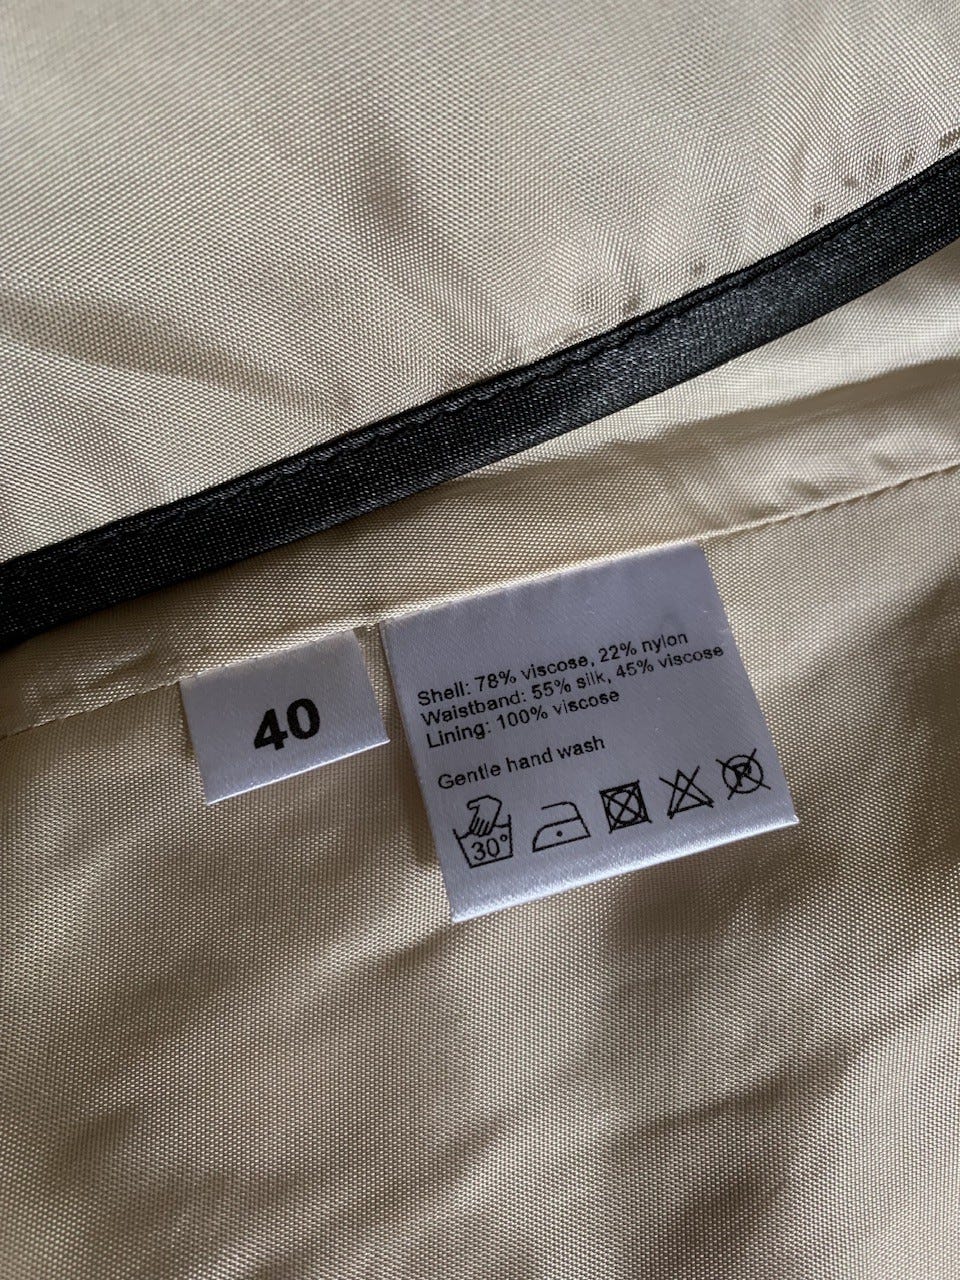 40
Shell: 78% viscose, 22% nylon
Waistband: 55% silk, 45% viscose
Lining: 100% viscose
Gentle hand wash
30°
R